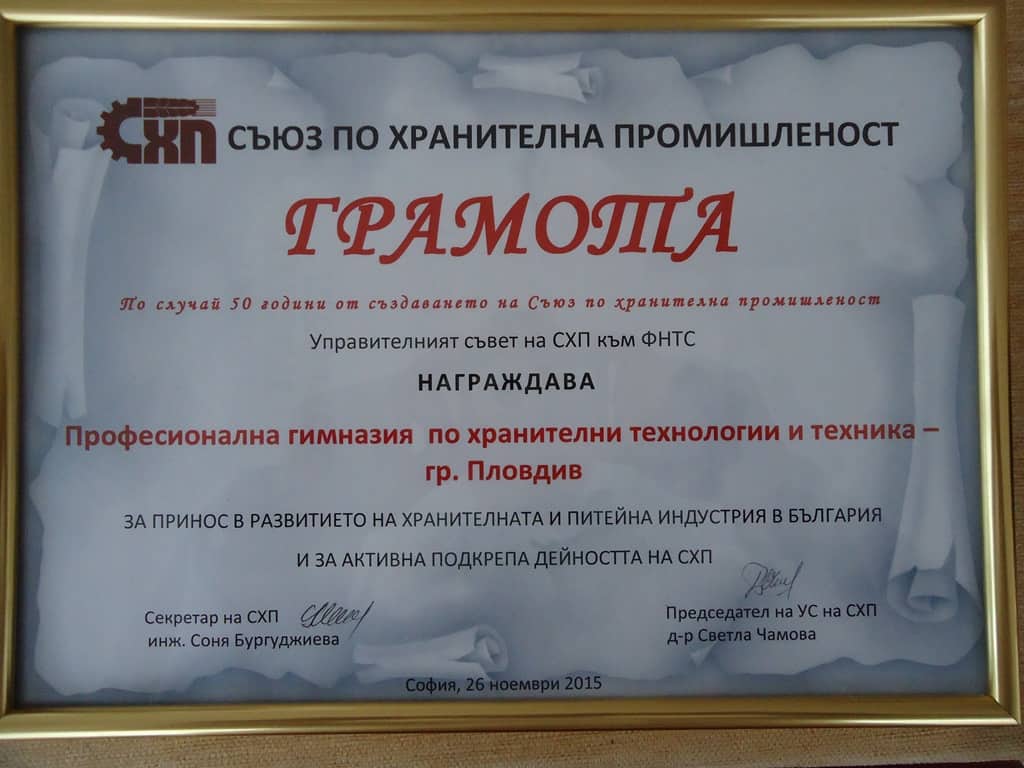 СХП СЪЮЗ ПО ХРАНИТЕЛНА ПРОМИШЛЕНОСТ
ГРАМОТА
По случай 50 години от създаването на Съюз по хранителна промишленост
Управителният съвет на СХП към ФНТС
НАГРАЖДАВА
Професионална гимназия по хранителни технологии и техника –
гр. Пловдив
ЗА ПРИНОС В РАЗВИТИЕТО НА ХРАНИТЕЛНАТА И ПИТЕЙНА ИНДУСТРИЯ В БЪЛГАРИЯ
И ЗА АКТИВНА ПОДКРЕПА ДЕЙНОСТТА НА СХП
Секретар на СХП
инж. Соня Бургуджиева
Председател на УС на СХП
д-р Светла Чамова
София, 26 ноември 2015